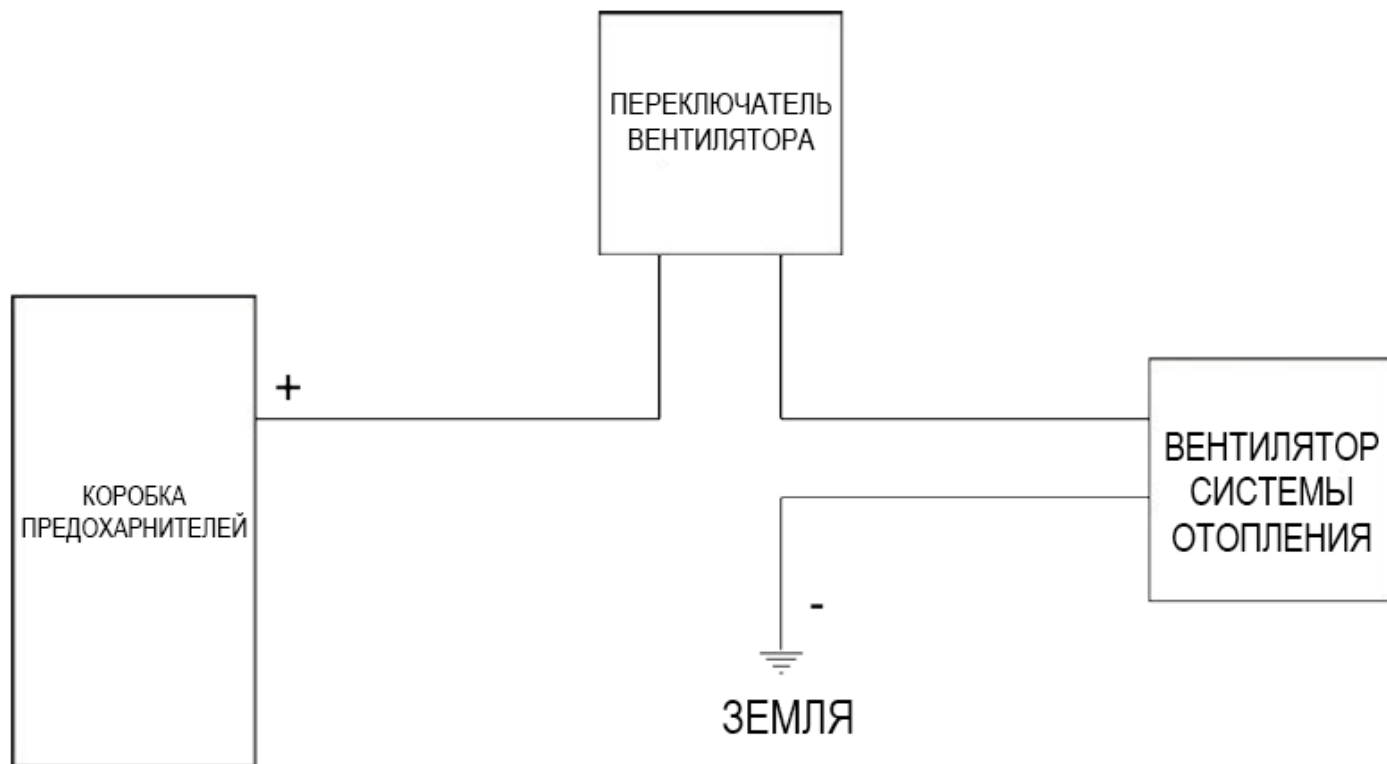 ПЕРЕКЛЮЧАТЕЛЬ
ВЕНТИЛЯТОРА
+
КОРОБКА
ПРЕДОХАРНИТЕЛЕЙ
ВЕНТИЛЯТОР
СИСТЕМЫ
ОТОПЛЕНИЯ
-
ЗЕМЛЯ